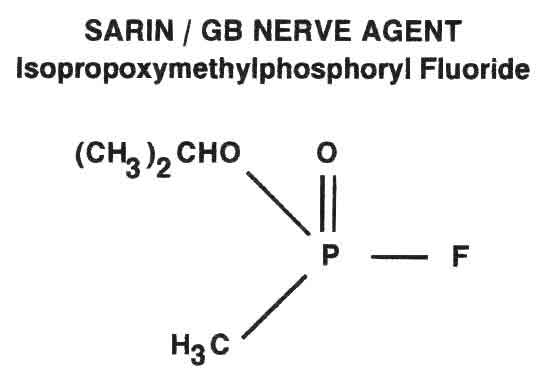 SARIN / GB NERVE AGENT
Isopropoxymethylphosphoryl Fluoride
(CH3)2CHO O
P F
H3C